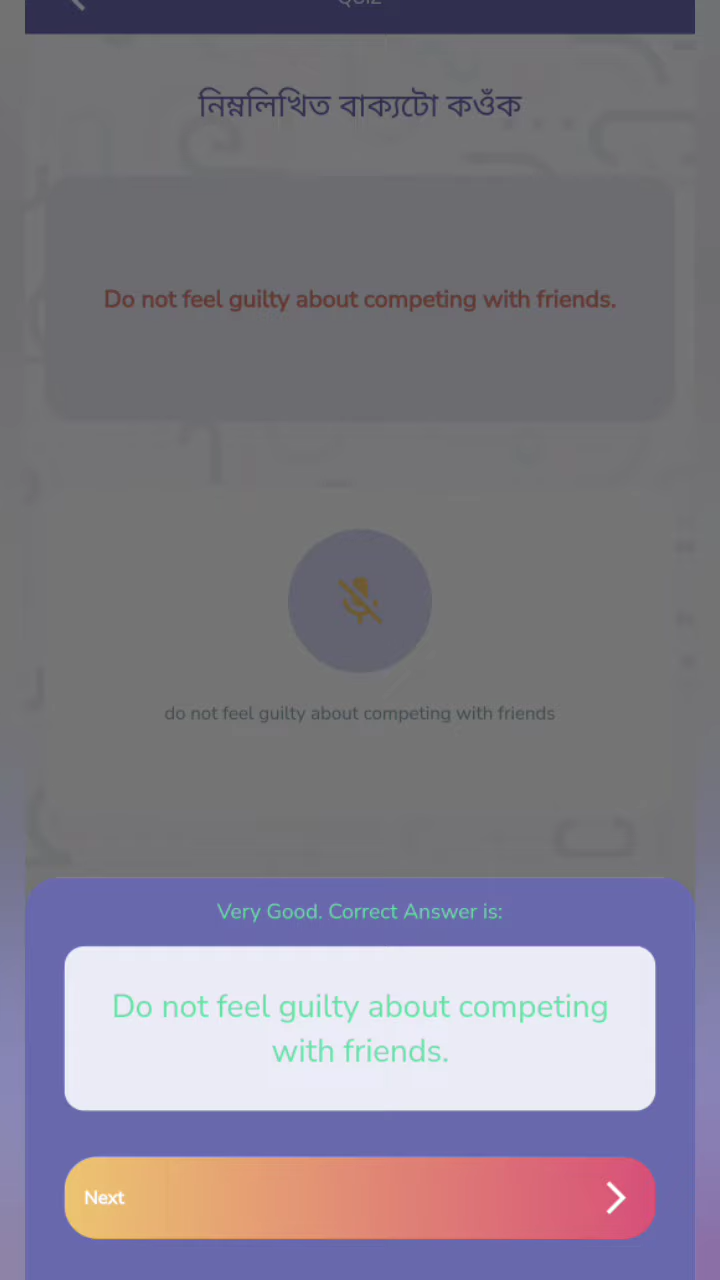 QUIZ
নিম্নলিখিত বাক্যটো কওঁক
Do not feel guilty about competing with friends.
do not feel guilty about competing with friends
Very Good. Correct Answer is:
Do not feel guilty about competing
with friends.
Next